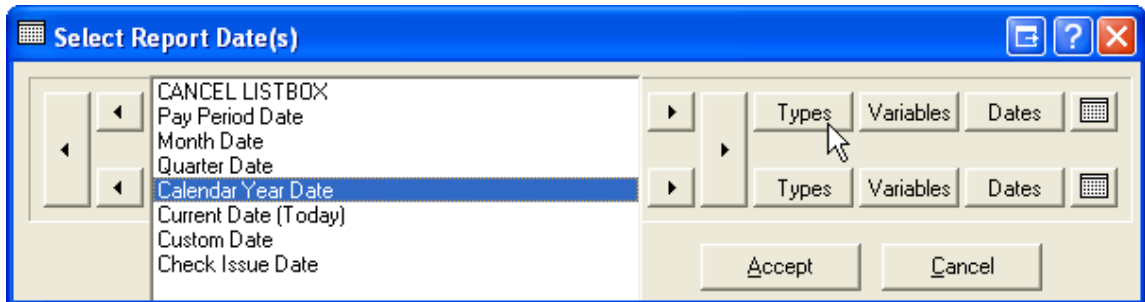 Select Report Date(s)
CANCEL LISTBOX
Pay Period Date
Month Date
Quarter Date
Calendar Year Date
Current Date (Today)
Custom Date
Check Issue Date
Types Variables Dates
Types Variables Dates
Accept Cancel